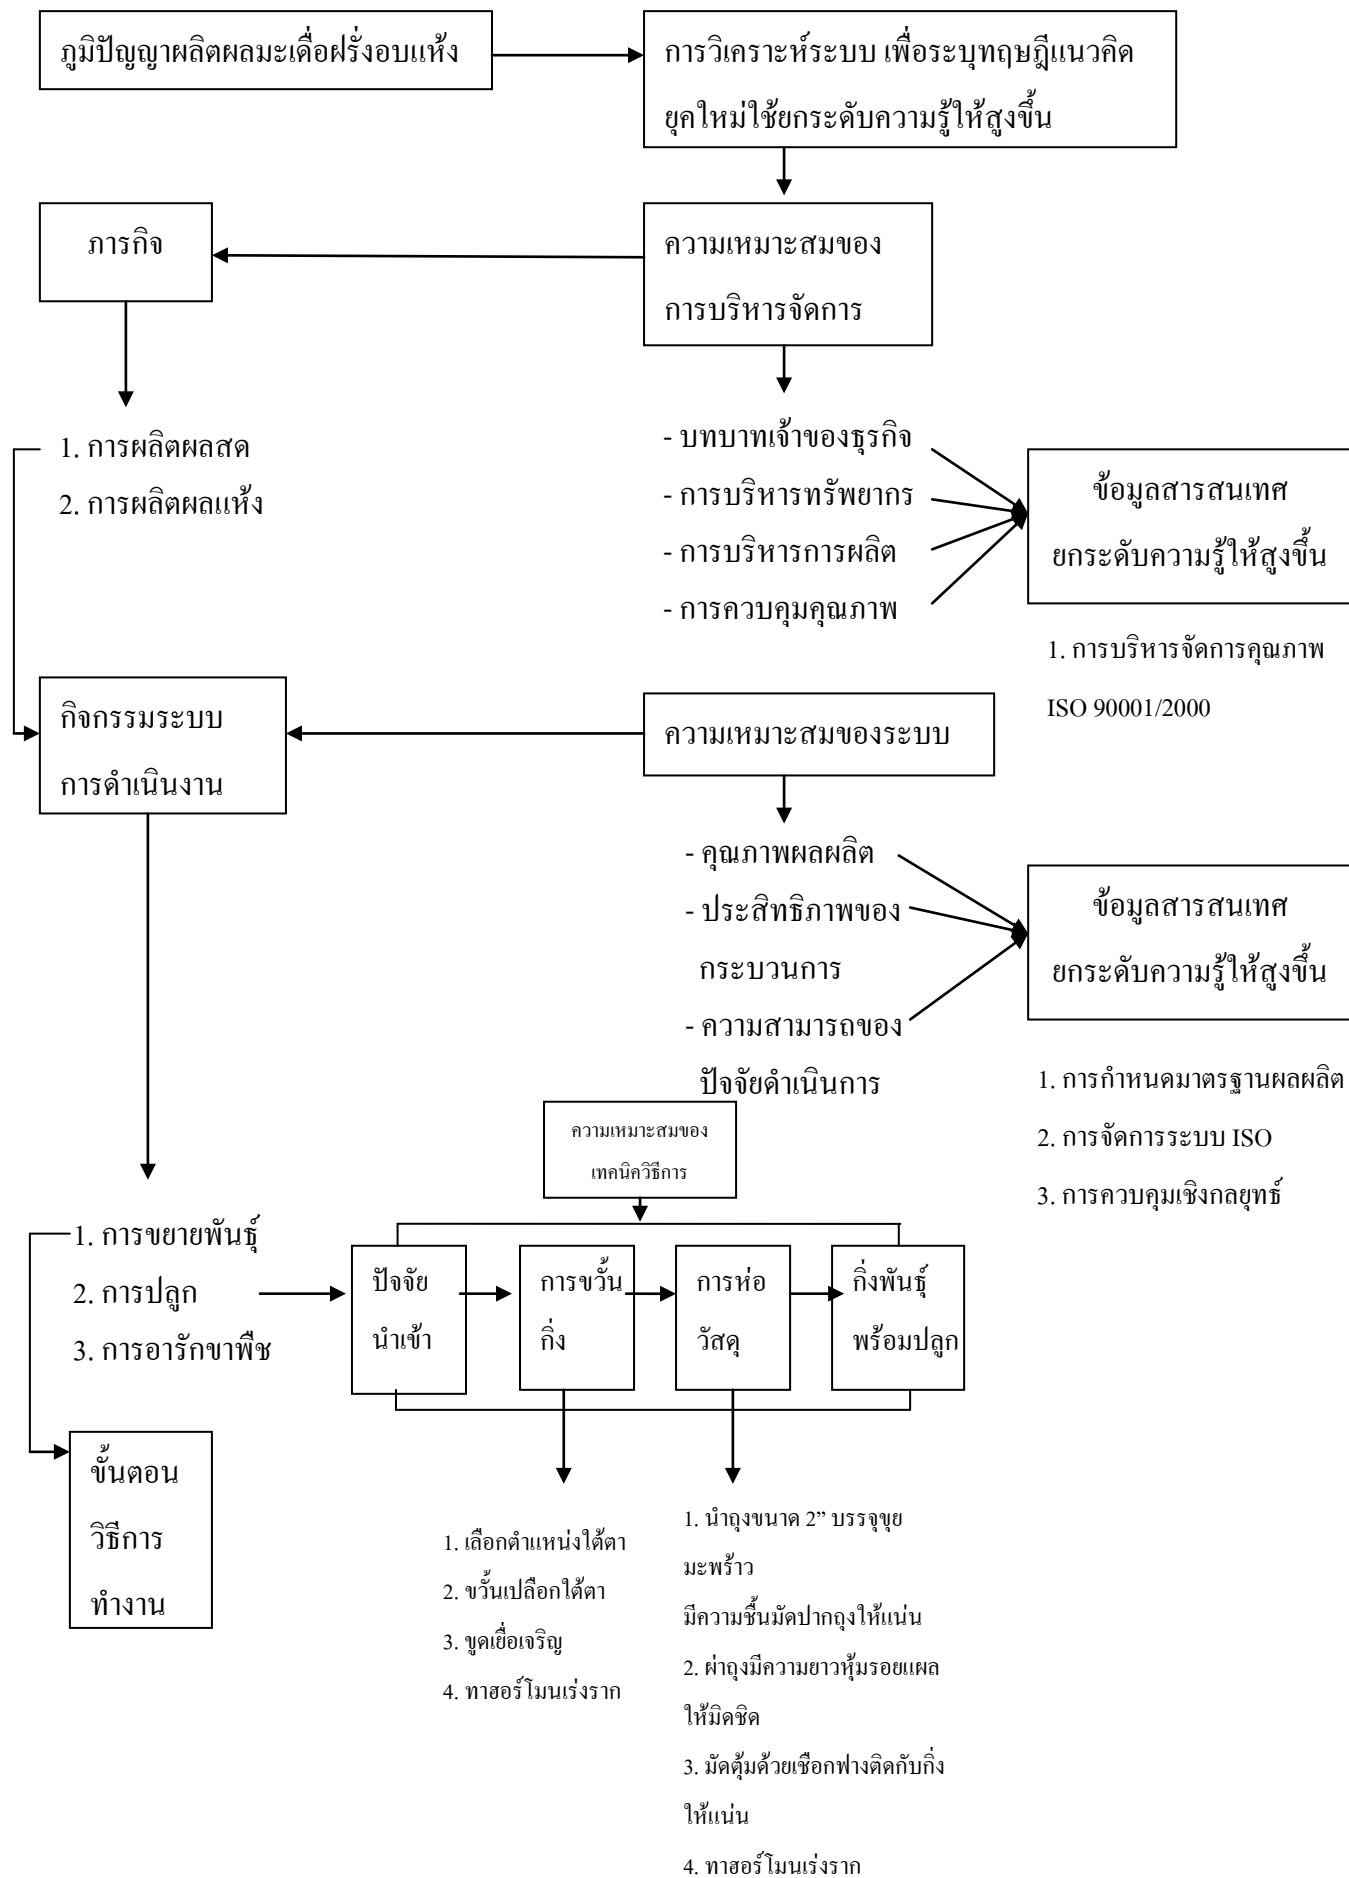 ภูมิปัญญาผลิตผลมะเดื่อฝรั่งอบแห้ง
การวิเคราะห์ระบบ เพื่อระบุทฤษฎีแนวคิด
ยุคใหม่ใช้ยกระดับความรู้ให้สูงขึ้น
ภารกิจ
ความเหมาะสมของ
การบริหารจัดการ
1. การผลิตผลสด
2. การผลิตผลแห้ง
- บทบาทเจ้าของธุรกิจ
- การบริหารทรัพยากร
- การบริหารการผลิต
- การควบคุมคุณภาพ
ข้อมูลสารสนเทศ
ยกระดับความรู้ให้สูงขึ้น
1. การบริหารจัดการคุณภาพ
ISO 90001/2000
กิจกรรมระบบ
การดำเนินงาน
ความเหมาะสมของระบบ
- คุณภาพผลผลิต
- ประสิทธิภาพของ
กระบวนการ
- ความสามารถของ
ปัจจัยดำเนินการ
ข้อมูลสารสนเทศ
ยกระดับความรู้ให้สูงขึ้น
1. การกำหนดมาตรฐานผลผลิต
2. การจัดการระบบ ISO
3. การควบคุมเชิงกลยุทธ์
ความเหมาะสมของ
เทคนิควิธีการ
1. การขยายพันธุ์
2. การปลูก
3. การอารักขาพืช
ปัจจัย
นำเข้า
การขวั้น
กิ่ง
การห่อ
วัสดุ
กิ่งพันธุ์
พร้อมปลูก
ขั้นตอน
วิธีการ
ทำงาน
1. เลือกตำแหน่งใต้ตา
2. ขวั้นเปลือกใต้ตา
3. ขูดเยื่อเจริญ
4. ทาฮอร์โมนเร่งราก
1. นำถุงขนาด 2” บรรจุขุย
มะพร้าว
มีความชื้นมัดปากถุงให้แน่น
2. ผ่าถุงมีความยาวหุ้มรอยแผล
ให้มิดชิด
3. มัดตุ้มด้วยเชือกฟางติดกับกิ่ง
ให้แน่น
4. ทาฮอร์โมนเร่งราก